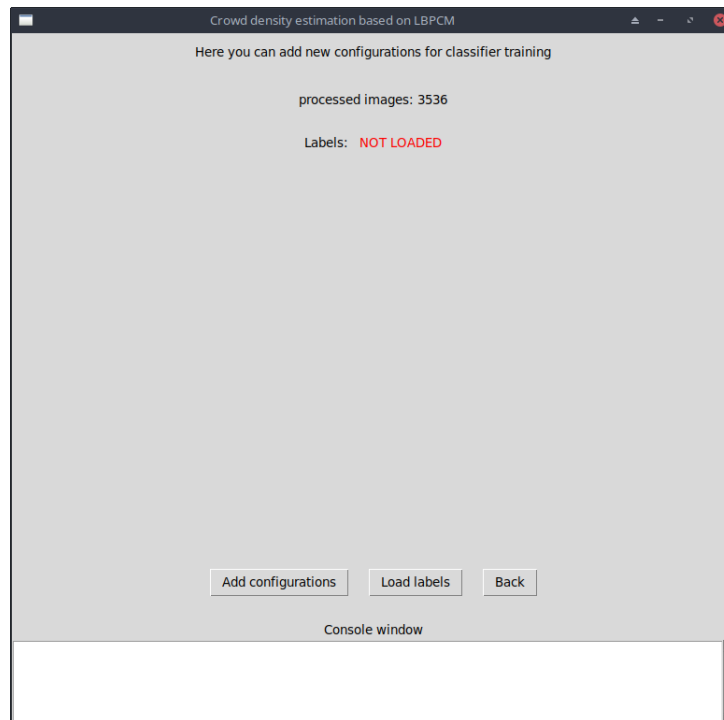 Crowd density estimation based on LBPCM
Here you can add new configurations for classifier training
processed images: 3536
Labels: NOT LOADED
Add configurations Load labels Back
Console window